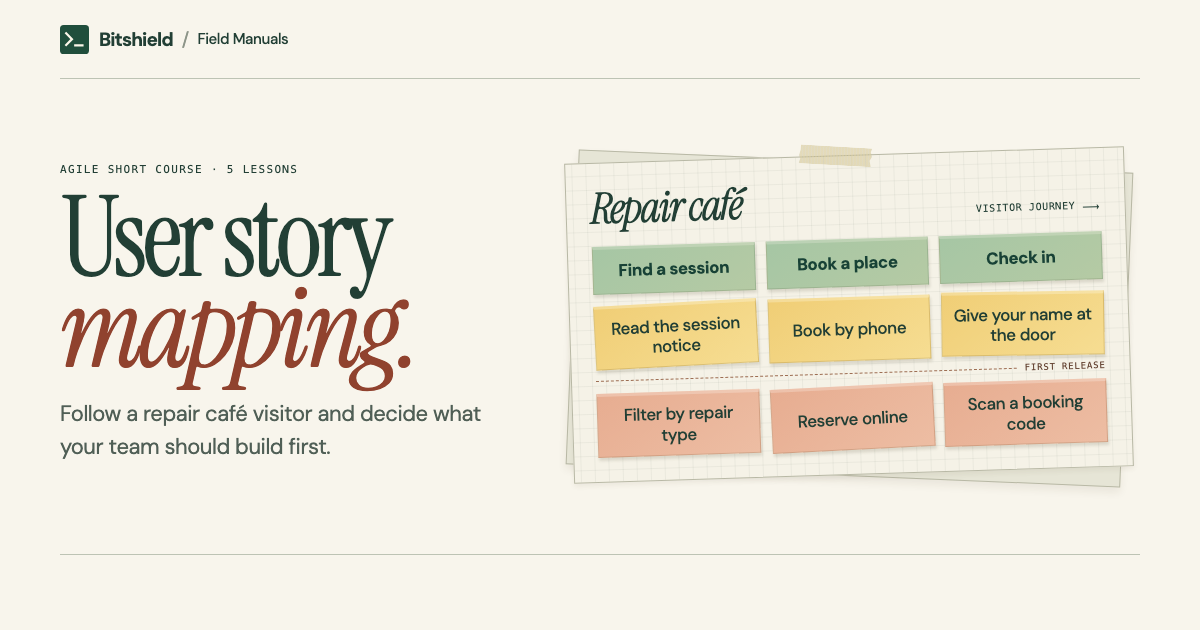 Bitshield / Field Manuals
AGILE SHORT COURSE · 5 LESSONS
User story
mapping.
Follow a repair café visitor and decide what
your team should build first.
Repair café
VISITOR JOURNEY ⟶
Find a session
Book a place
Check in
Read the session
notice
Book by phone
Give your name at
the door
FIRST RELEASE
Filter by repair
type
Reserve online
Scan a booking
code